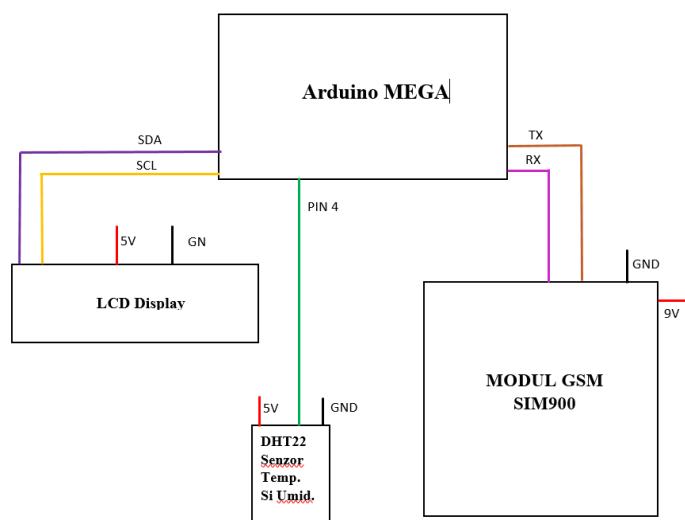 Arduino MEGA
SDA
SCL
TX
RX
PIN 4
5V
GN
LCD Display
GND
9V
MODUL GSM
SIM900
5V
GND
DHT22
Senzor
Temp.
Si Umid.